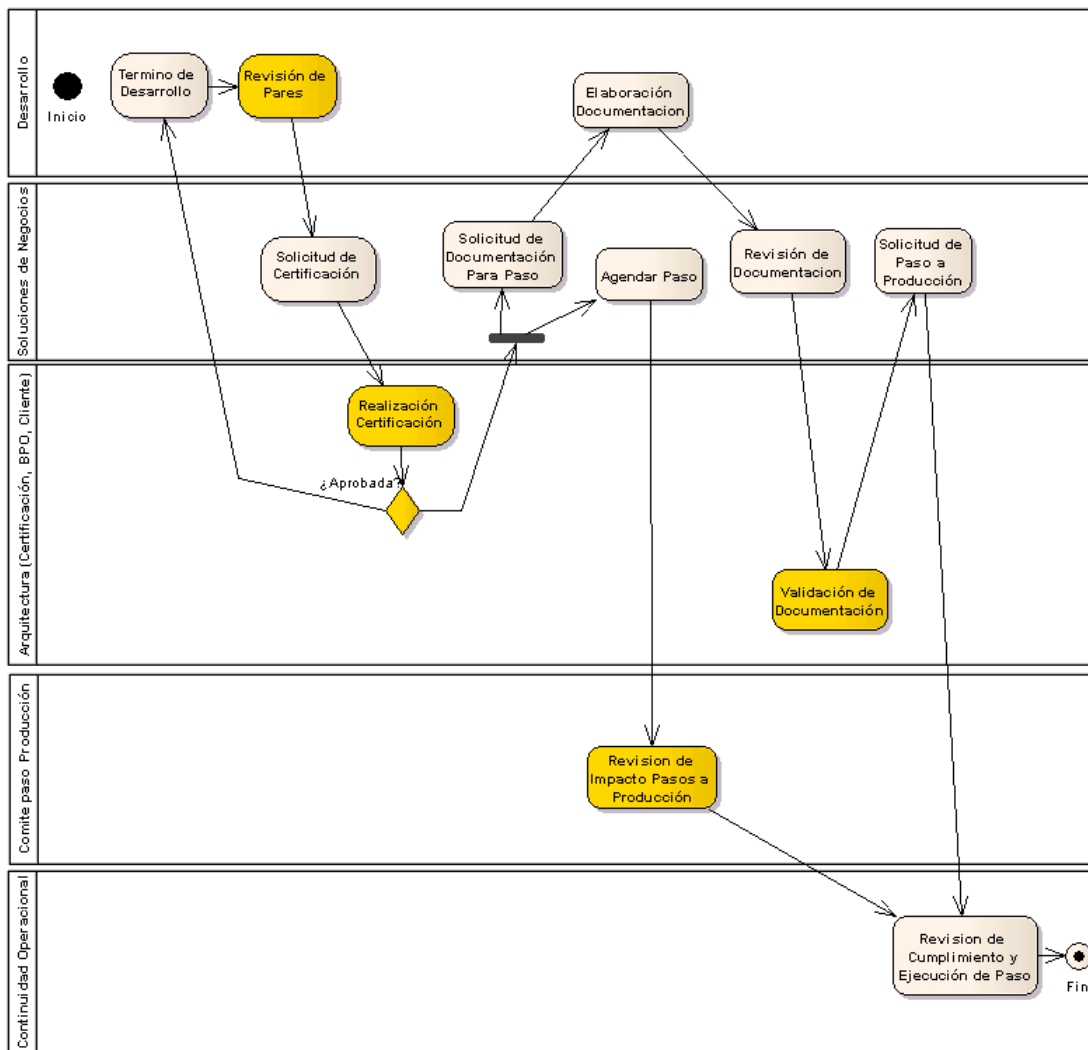 Desarrollo
Inicio
Termino de
Desarrollo
Revisión de
Pares
Elaboración
Documentacion
Soluciones de Negocios
Solicitud de
Certificación
Solicitud de
Documentación
Para Paso
Agendar Paso
Revisión de
Documentacion
Solicitud de
Paso a
Producción
Arquitectura (Certificación, BPO, Cliente)
Realización
Certificación
¿Aprobada?
Validación de
Documentación
Comite paso Producción
Revision de
Impacto Pasos a
Producción
Continuidad Operacional
Revision de
Cumplimiento y
Ejecución de Paso
Fin